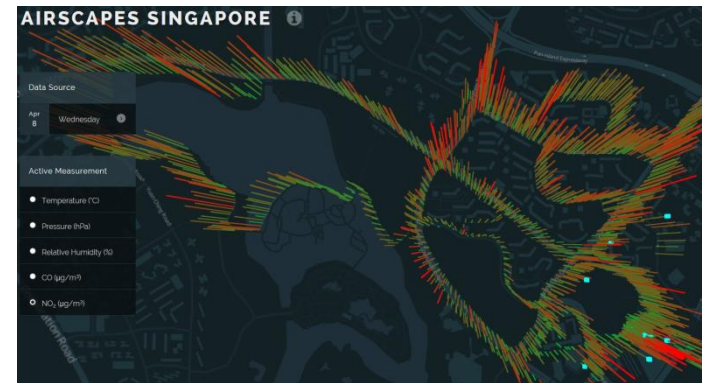 AIRSCAPES SINGAPORE
Data Source
Apr
8
Wednesday
Active Measurement
Temperature (°C)
Pressure (hPa)
Relative Humidity (%)
CO (µg/m³)
NO₂ (µg/m³)